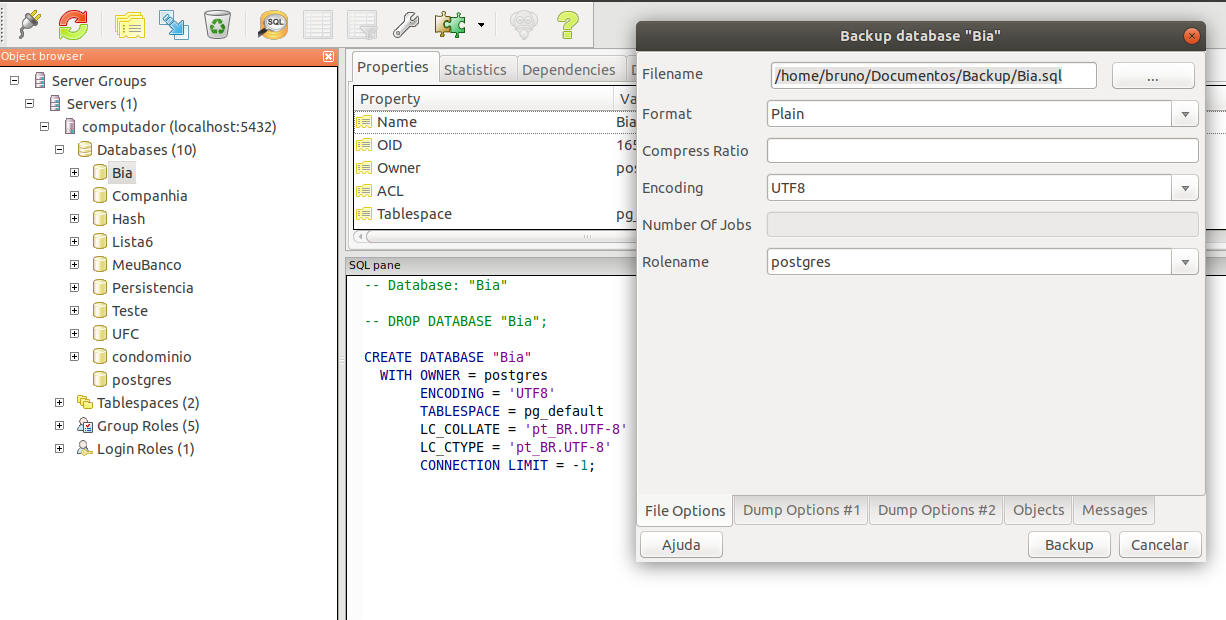 SQL
Object browser
Server Groups
Servers (1)
computador (localhost:5432)
Databases (10)
Bia
Companhia
Hash
Lista6
MeuBanco
Persistencia
Teste
UFC
condominio
postgres
Tablespaces (2)
Group Roles (5)
Login Roles (1)
Properties
Statistics
Dependencies
D
Property
Va
Name
Bia
OID
165
Owner
pos
ACL
Tablespace
pg_
SQL pane
-- Database: "Bia"
-- DROP DATABASE "Bia";
CREATE DATABASE "Bia"
WITH OWNER = postgres
ENCODING = 'UTF8'
TABLESPACE = pg_default
LC_COLLATE = 'pt_BR.UTF-8'
LC_CTYPE = 'pt_BR.UTF-8'
CONNECTION LIMIT = -1;
Backup database "Bia"
Filename
/home/bruno/Documentos/Backup/Bia.sql
...
Format
Plain
Compress Ratio
Encoding
UTF8
Number Of Jobs
Rolename
postgres
File Options
Dump Options #1
Dump Options #2
Objects
Messages
Ajuda
Backup
Cancelar